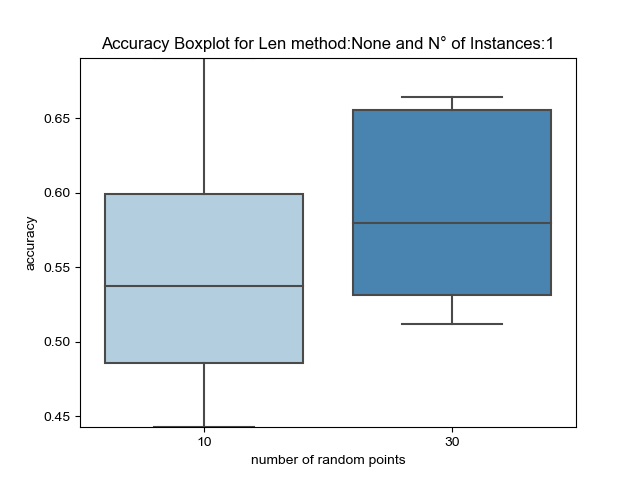 Accuracy Boxplot for Len method:None and N° of Instances:1
0.65
0.60
0.55
0.50
0.45
accuracy
10
30
number of random points